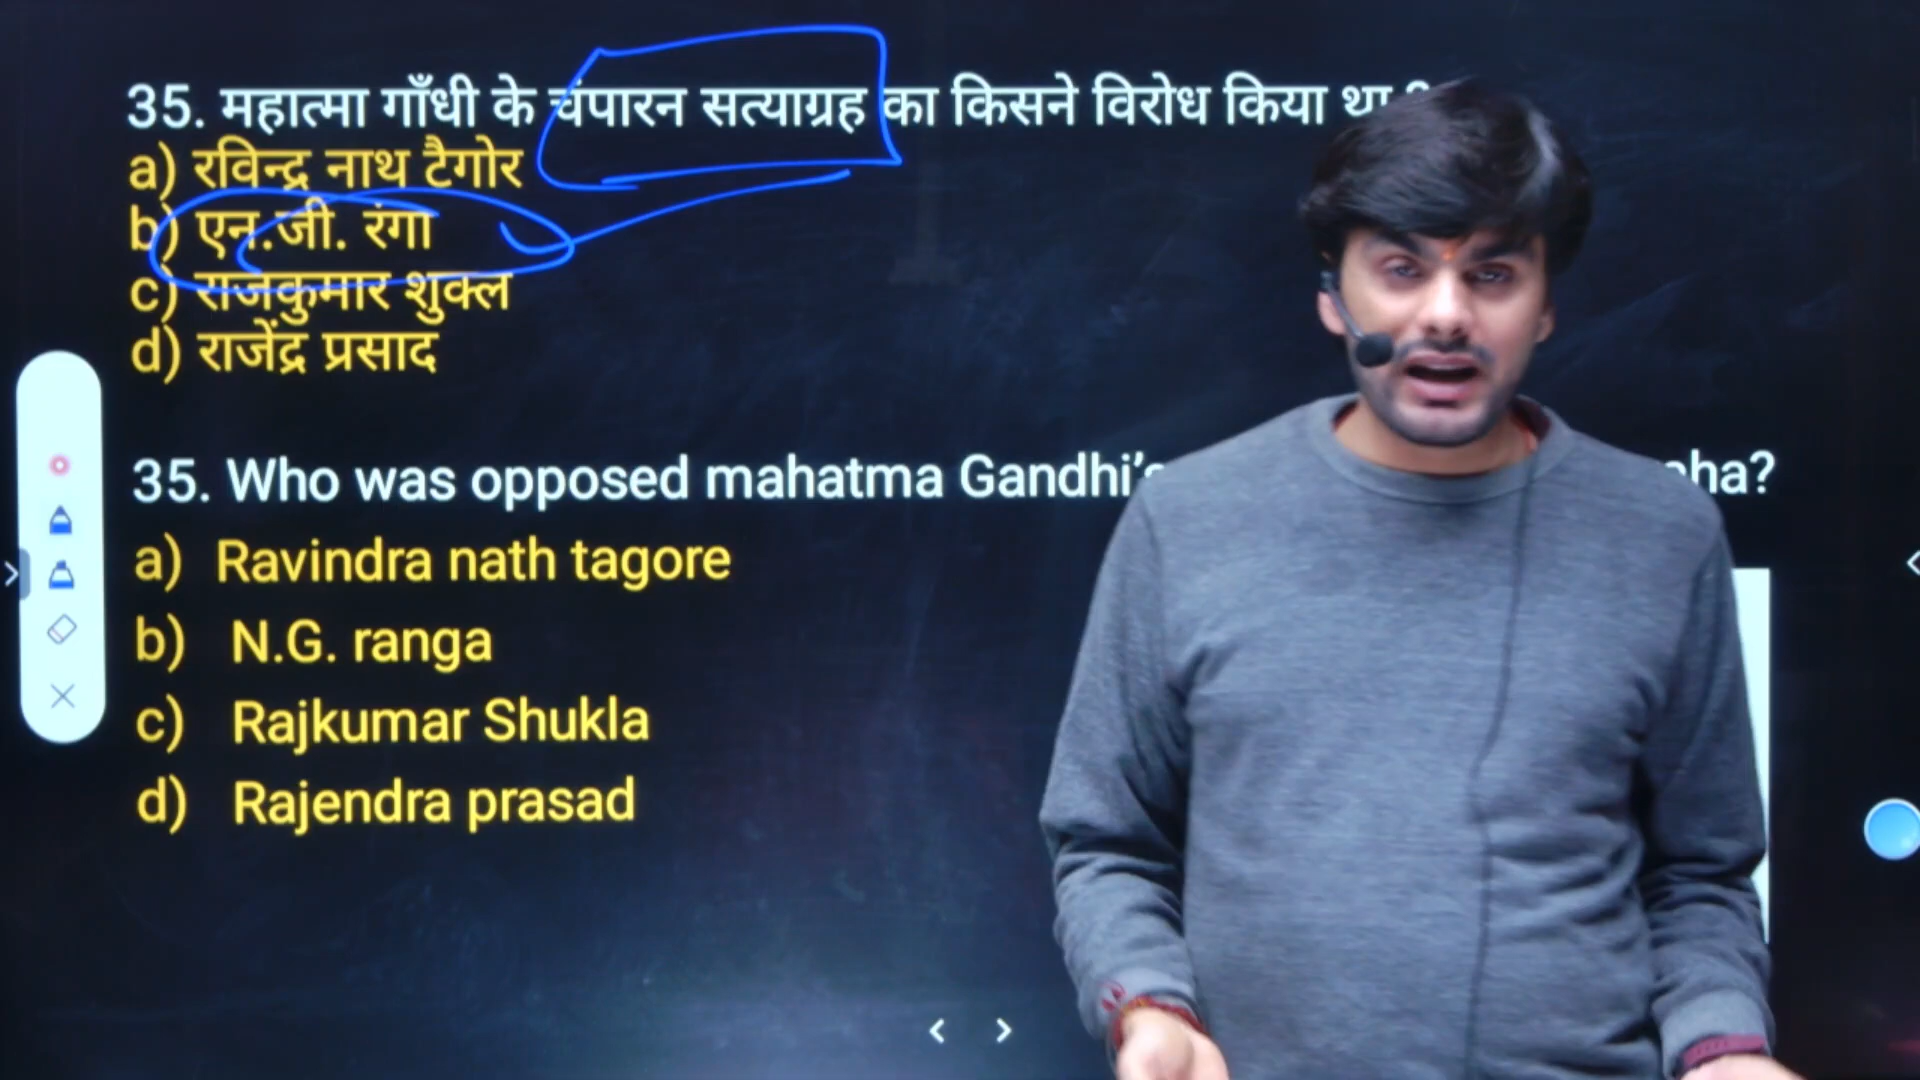 35. महात्मा गाँधी के चंपारन सत्याग्रह का किसने विरोध किया था ?
a) रविन्द्र नाथ टैगोर
b) एन.जी. रंगा
c) राजकुमार शुक्ल
d) राजेंद्र प्रसाद
35. Who was opposed mahatma Gandhi's
a) Ravindra nath tagore
b) N.G. ranga
c) Rajkumar Shukla
d) Rajendra prasad